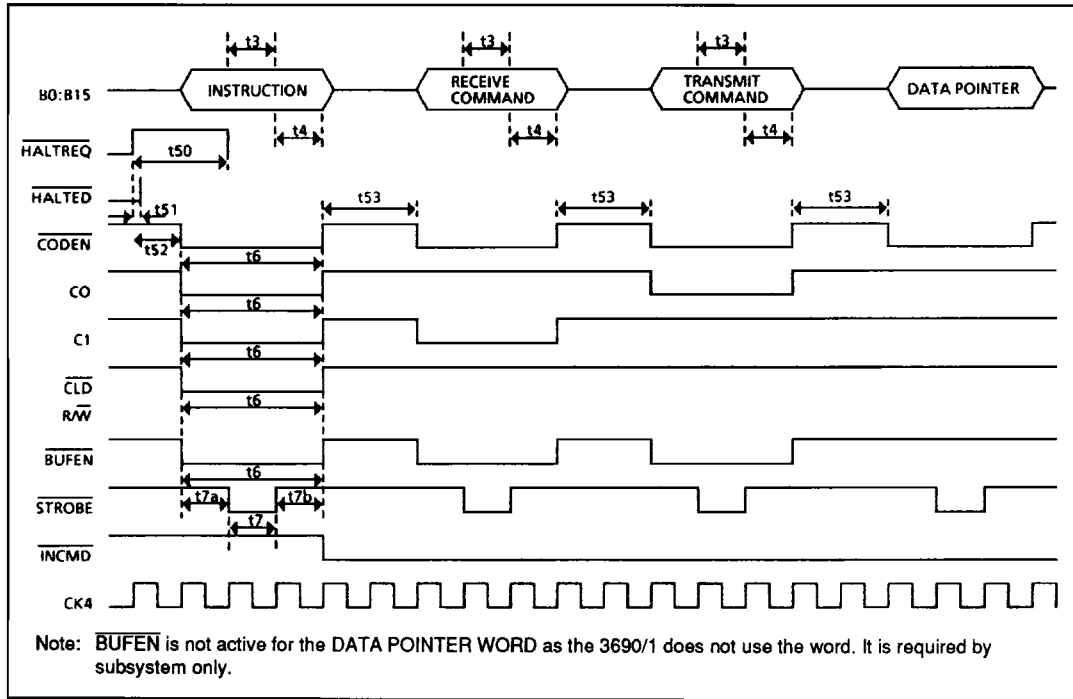 t3 t3 t3
B0:B15 INSTRUCTION RECEIVE COMMAND TRANSMIT COMMAND DATA POINTER
t4 t4 t4
HALTREQ t50
HALTED
t51 t53 t53 t53
CODEN
t52 t6
CO
t6
C1
t6
CLD
t6
R/W
BUFEN
t6
t7a t7b
STROBE
t7
INCMD
CK4
Note: BUFEN is not active for the DATA POINTER WORD as the 3690/1 does not use the word. It is required by
subsystem only.